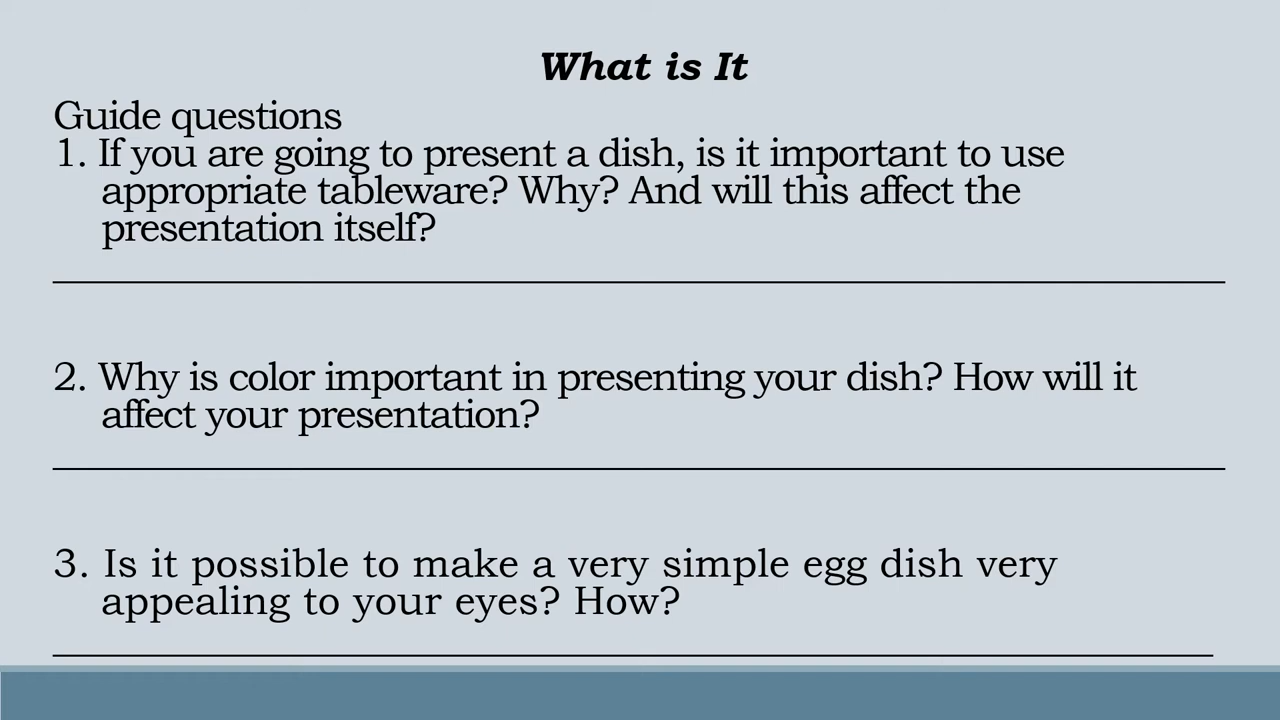 What is It
Guide questions
1. If you are going to present a dish, is it important to use
appropriate tableware? Why? And will this affect the
presentation itself?
2. Why is color important in presenting your dish? How will it
affect your presentation?
3. Is it possible to make a very simple egg dish very
appealing to your eyes? How?